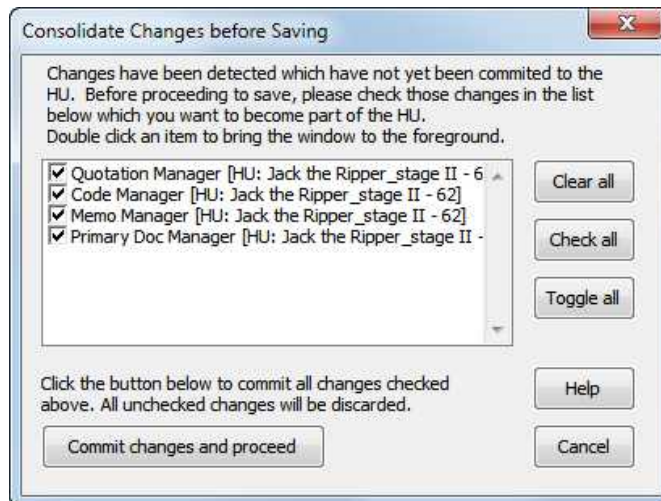 Consolidate Changes before Saving
Changes have been detected which have not yet been commited to the
HU. Before proceeding to save, please check those changes in the list
below which you want to become part of the HU.
Double click an item to bring the window to the foreground.
Quotation Manager [HU: Jack the Ripper_stage II - 6
Code Manager [HU: Jack the Ripper_stage II - 62]
Memo Manager [HU: Jack the Ripper_stage II - 62]
Primary Doc Manager [HU: Jack the Ripper_stage II -
Clear all
Check all
Toggle all
Click the button below to commit all changes checked
above. All unchecked changes will be discarded.
Help
Commit changes and proceed
Cancel